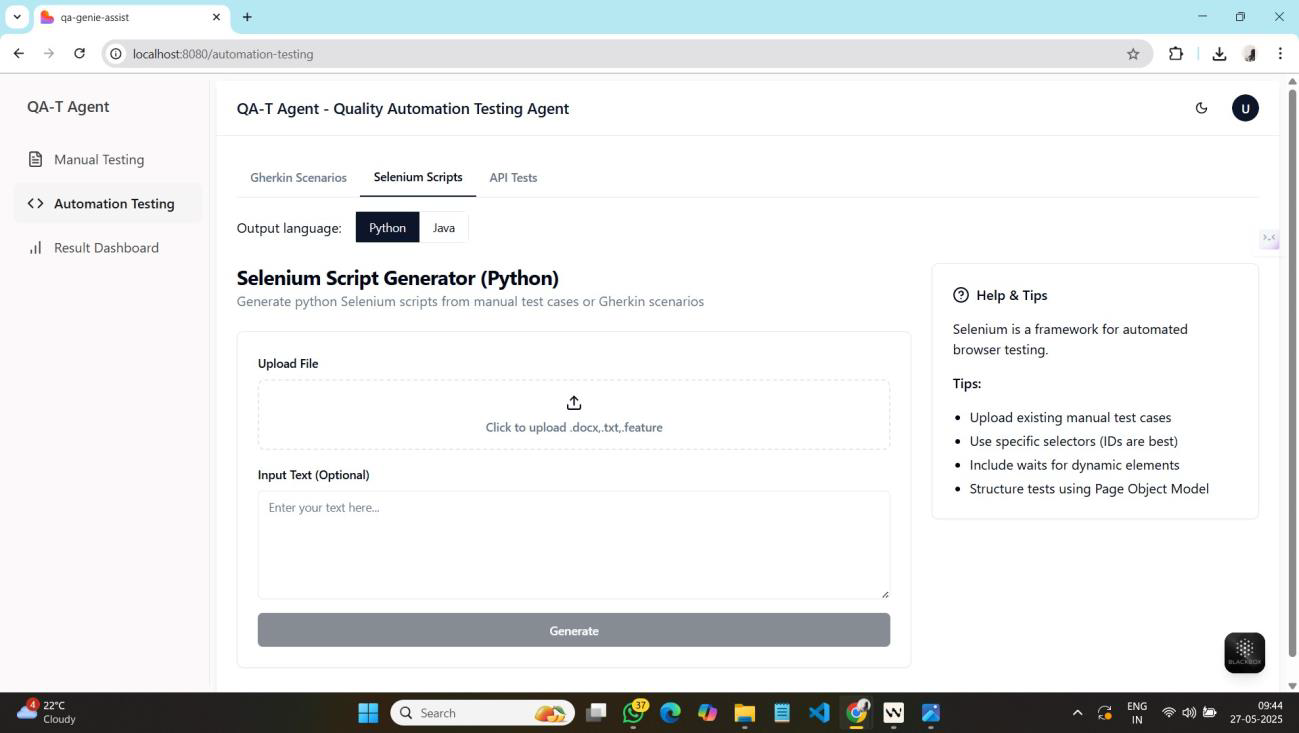 qa-genie-assist
localhost:8080/automation-testing
QA-T Agent
Manual Testing
Automation Testing
Result Dashboard
QA-T Agent - Quality Automation Testing Agent
U
Gherkin Scenarios
Selenium Scripts
API Tests
Output language:
Python
Java
Selenium Script Generator (Python)
Generate python Selenium scripts from manual test cases or Gherkin scenarios
Upload File
Click to upload .docx,.txt,.feature
Input Text (Optional)
Enter your text here...
Generate
Help & Tips
Selenium is a framework for automated
browser testing.
Tips:
Upload existing manual test cases
Use specific selectors (IDs are best)
Include waits for dynamic elements
Structure tests using Page Object Model
BLACKBOX
4
22°C
Cloudy
Search
37
ENG
IN
09:44
27-05-2025